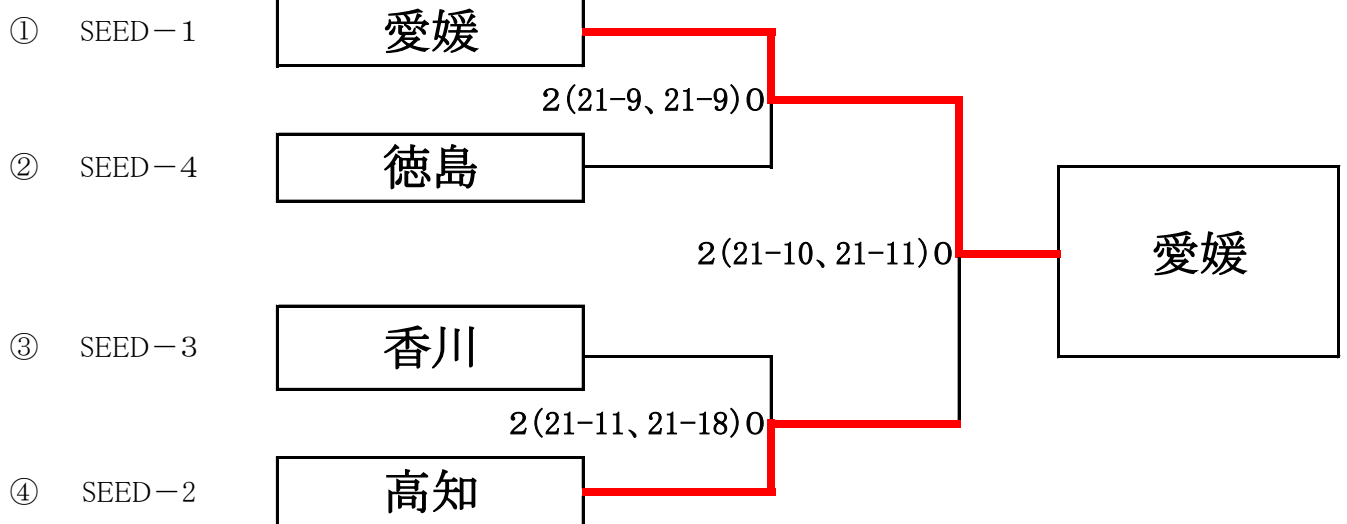 ① SEED－1 愛媛
2(21-9、21-9)0
② SEED－4 徳島
2(21-10、21-11)0
愛媛
③ SEED－3 香川
2(21-11、21-18)0
④ SEED－2 高知